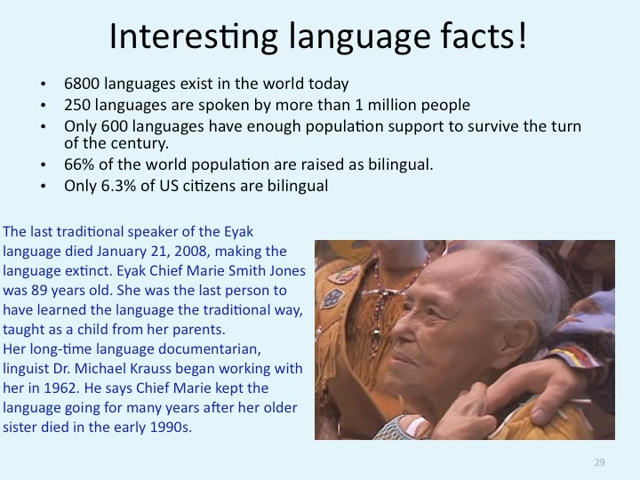 Interesting language facts!
• 6800 languages exist in the world today
• 250 languages are spoken by more than 1 million people
• Only 600 languages have enough population support to survive the turn
of the century.
• 66% of the world population are raised as bilingual.
• Only 6.3% of US citizens are bilingual
The last traditional speaker of the Eyak
language died January 21, 2008, making the
language extinct. Eyak Chief Marie Smith Jones
was 89 years old. She was the last person to
have learned the language the traditional way,
taught as a child from her parents.
Her long-time language documentarian,
linguist Dr. Michael Krauss began working with
her in 1962. He says Chief Marie kept the
language going for many years after her older
sister died in the early 1990s.
29